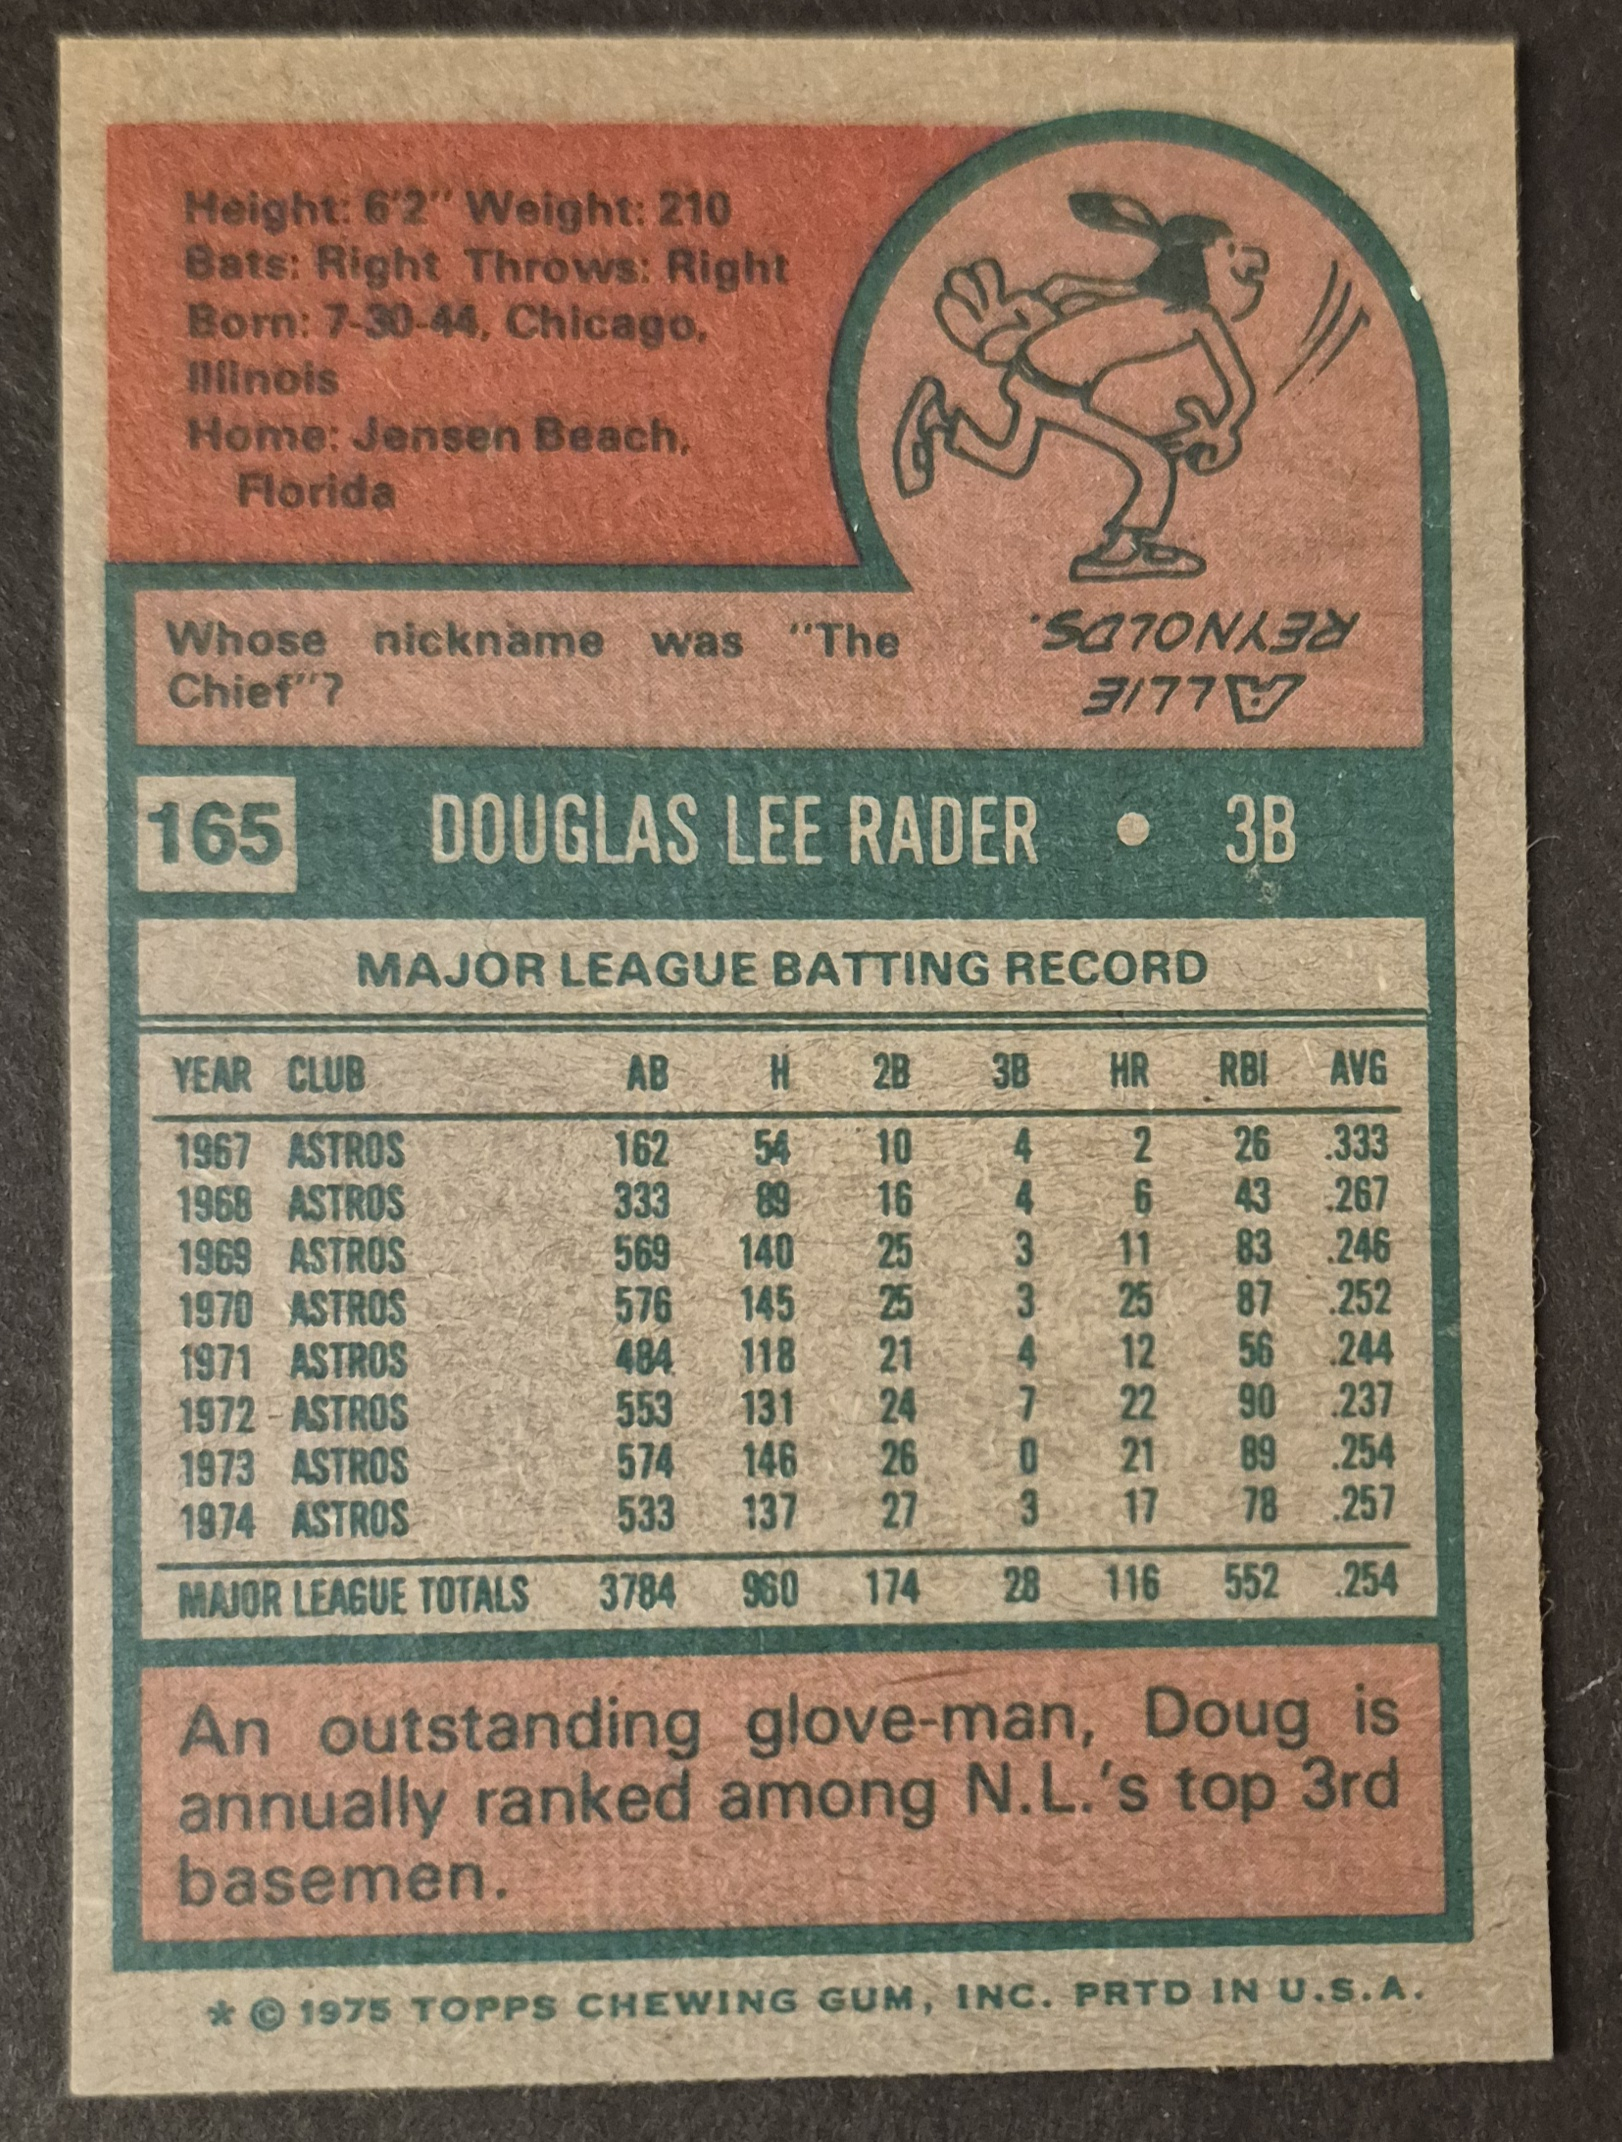 Height: 6'2" Weight: 210
Bats: Right Throws: Right
Born: 7-30-44, Chicago,
Illinois
Home: Jensen Beach,
Florida
Whose nickname was "The
Chief"?
ALLIE
REYNOLDS.
165 DOUGLAS LEE RADER • 3B
MAJOR LEAGUE BATTING RECORD
YEAR CLUB AB H 2B 3B HR RBI AVG
1967 ASTROS 162 54 10 4 2 26 .333
1968 ASTROS 333 89 16 4 6 43 .267
1969 ASTROS 569 140 25 3 11 83 .246
1970 ASTROS 576 145 25 3 25 87 .252
1971 ASTROS 484 118 21 4 12 56 .244
1972 ASTROS 553 131 24 7 22 90 .237
1973 ASTROS 574 146 26 0 21 89 .254
1974 ASTROS 533 137 27 3 17 78 .257
MAJOR LEAGUE TOTALS 3784 960 174 28 116 552 .254
An outstanding glove-man, Doug is
annually ranked among N.L.'s top 3rd
basemen.
* © 1975 TOPPS CHEWING GUM, INC. PRTD IN U.S.A.